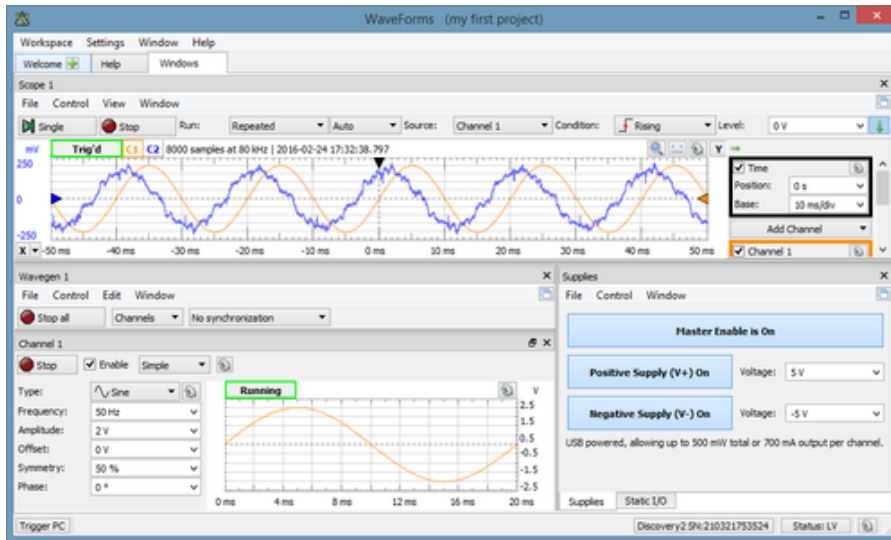 WaveForms (my first project)
Workspace Settings Window Help
Welcome Help Windows
Scope 1
File Control View Window
Single Stop Run: Repeated Auto Source: Channel 1 Condition: Rising Level: 0 V
mV Trig'd C1 C2 8000 samples at 80 kHz | 2016-02-24 17:32:38.797 Y
250
0
-250
X -50 ms -40 ms -30 ms -20 ms -10 ms 0 ms 10 ms 20 ms 30 ms 40 ms 50 ms
Time
Position: 0 s
Base: 10 ms/div
Add Channel
Channel 1
Wavegen 1
File Control Edit Window
Stop all Channels No synchronization
Channel 1
Stop Enable Simple
Type: Sine
Frequency: 50 Hz
Amplitude: 2 V
Offset: 0 V
Symmetry: 50 %
Phase: 0 °
Running V
2.5
1.5
0.5
-0.5
-1.5
-2.5
0 ms 4 ms 8 ms 12 ms 16 ms 20 ms
Supplies
File Control Window
Master Enable is On
Positive Supply (V+) On Voltage: 5 V
Negative Supply (V-) On Voltage: -5 V
USB powered, allowing up to 500 mW total or 700 mA output per channel.
Supplies Static I/O
Trigger PC Discovery2 SN:210321753524 Status: LV